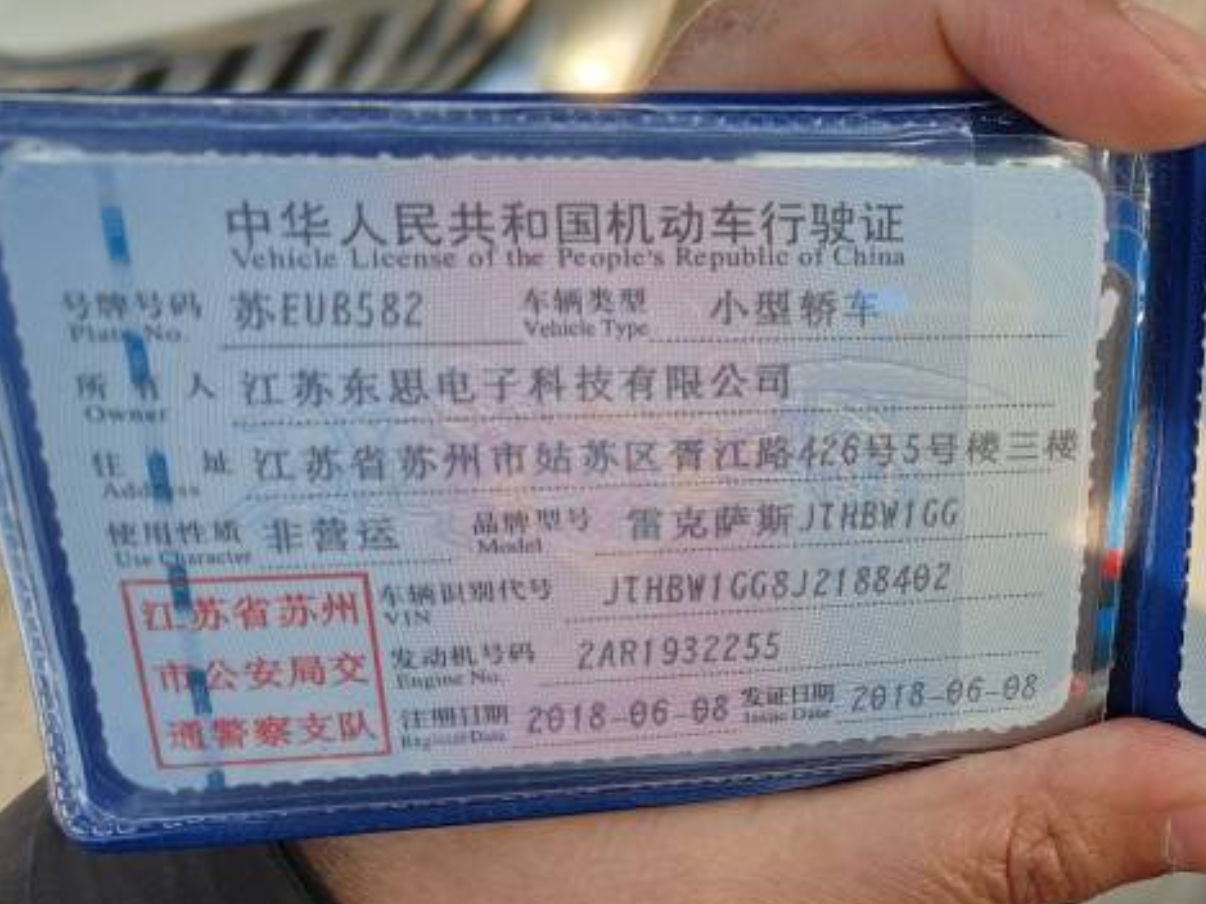 中华人民共和国机动车行驶证
Vehicle License of the People's Republic of China
号牌号码 苏EUB582 车辆类型 小型轿车
Plate No. Vehicle Type
所有人 江苏东思电子科技有限公司
Owner
住址 江苏省苏州市姑苏区胥江路426号5号楼三楼
Address
使用性质 非营运 品牌型号 雷克萨斯JTHBW1GG
Use Character Model
江苏省苏州 车辆识别代号 JTHBW1GG8J2188402
VIN
市公安局交 发动机号码 2AR1932255
Engine No.
通警察支队 注册日期 2018-06-08 发证日期 2018-06-08
Register Date Issue Date